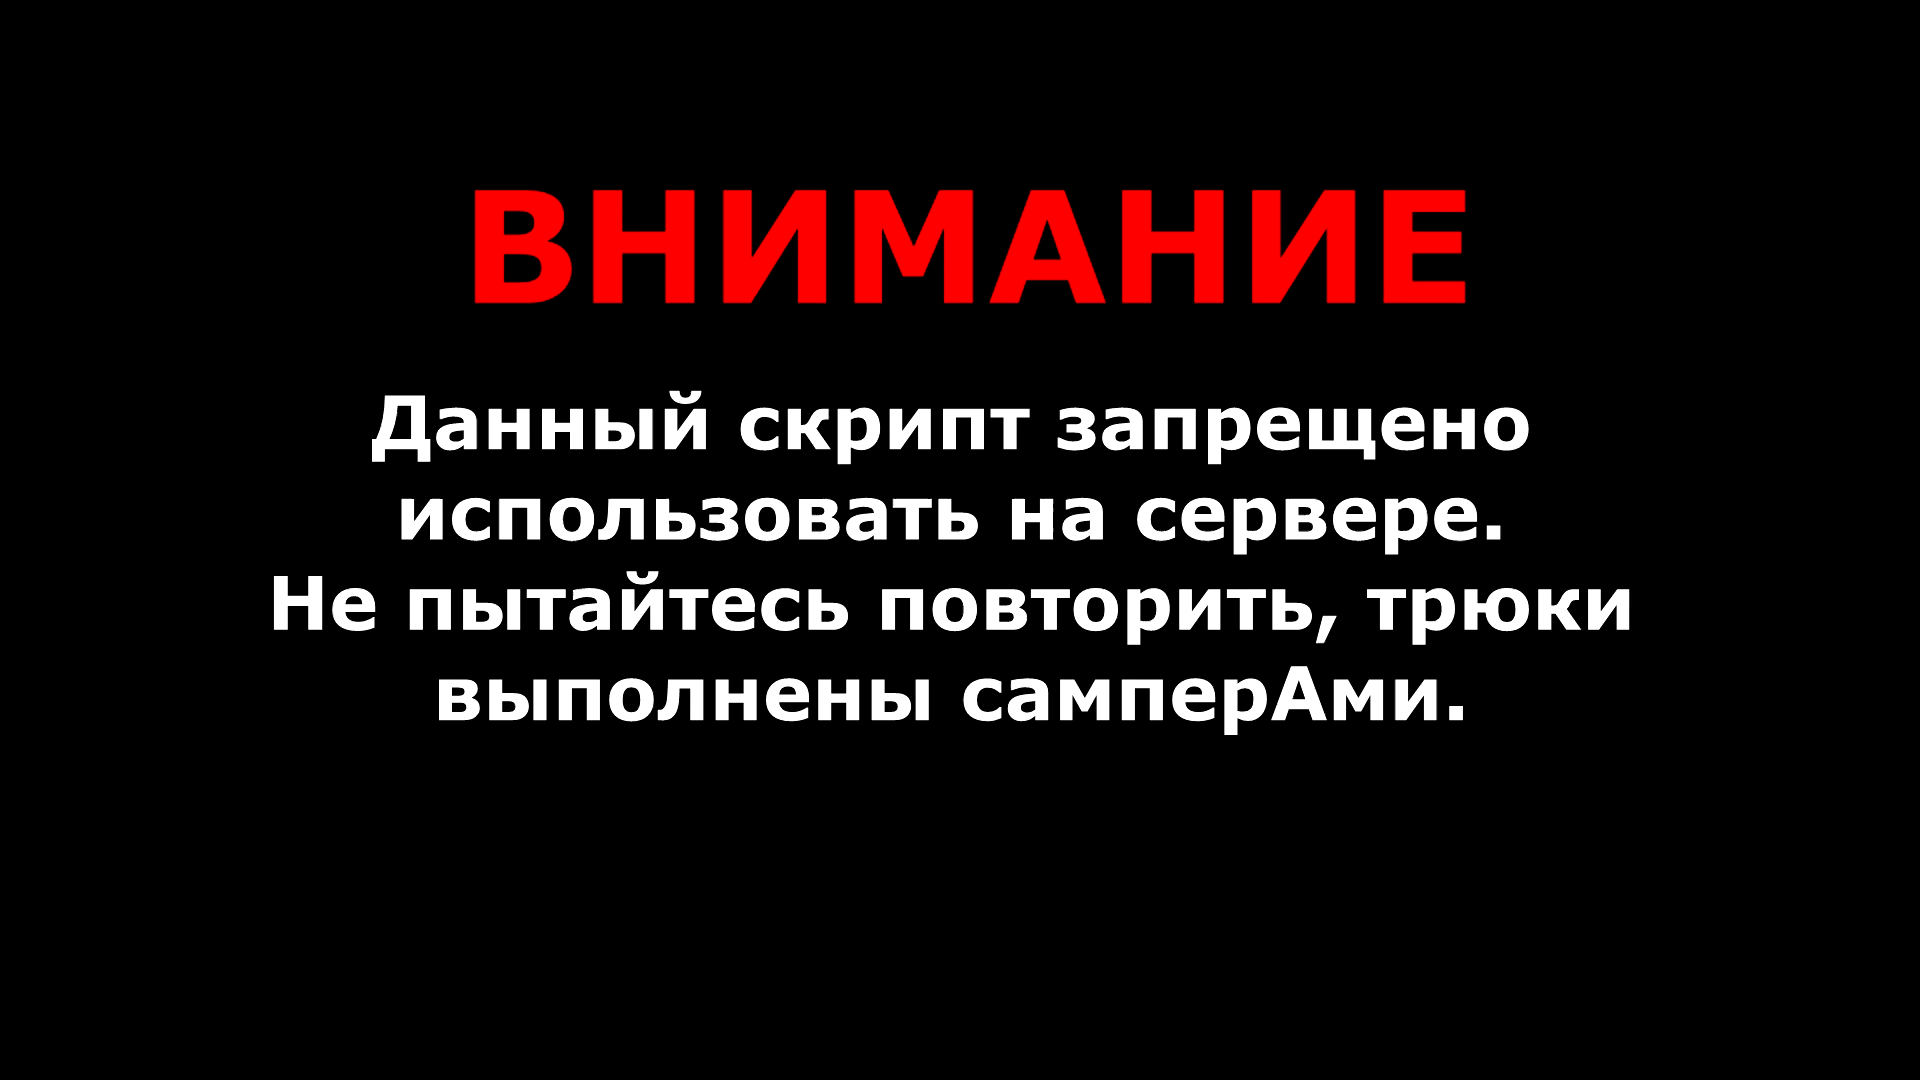 ВНИМАНИЕ
Данный скрипт запрещено
использовать на сервере.
Не пытайтесь повторить, трюки
выполнены самперАми.